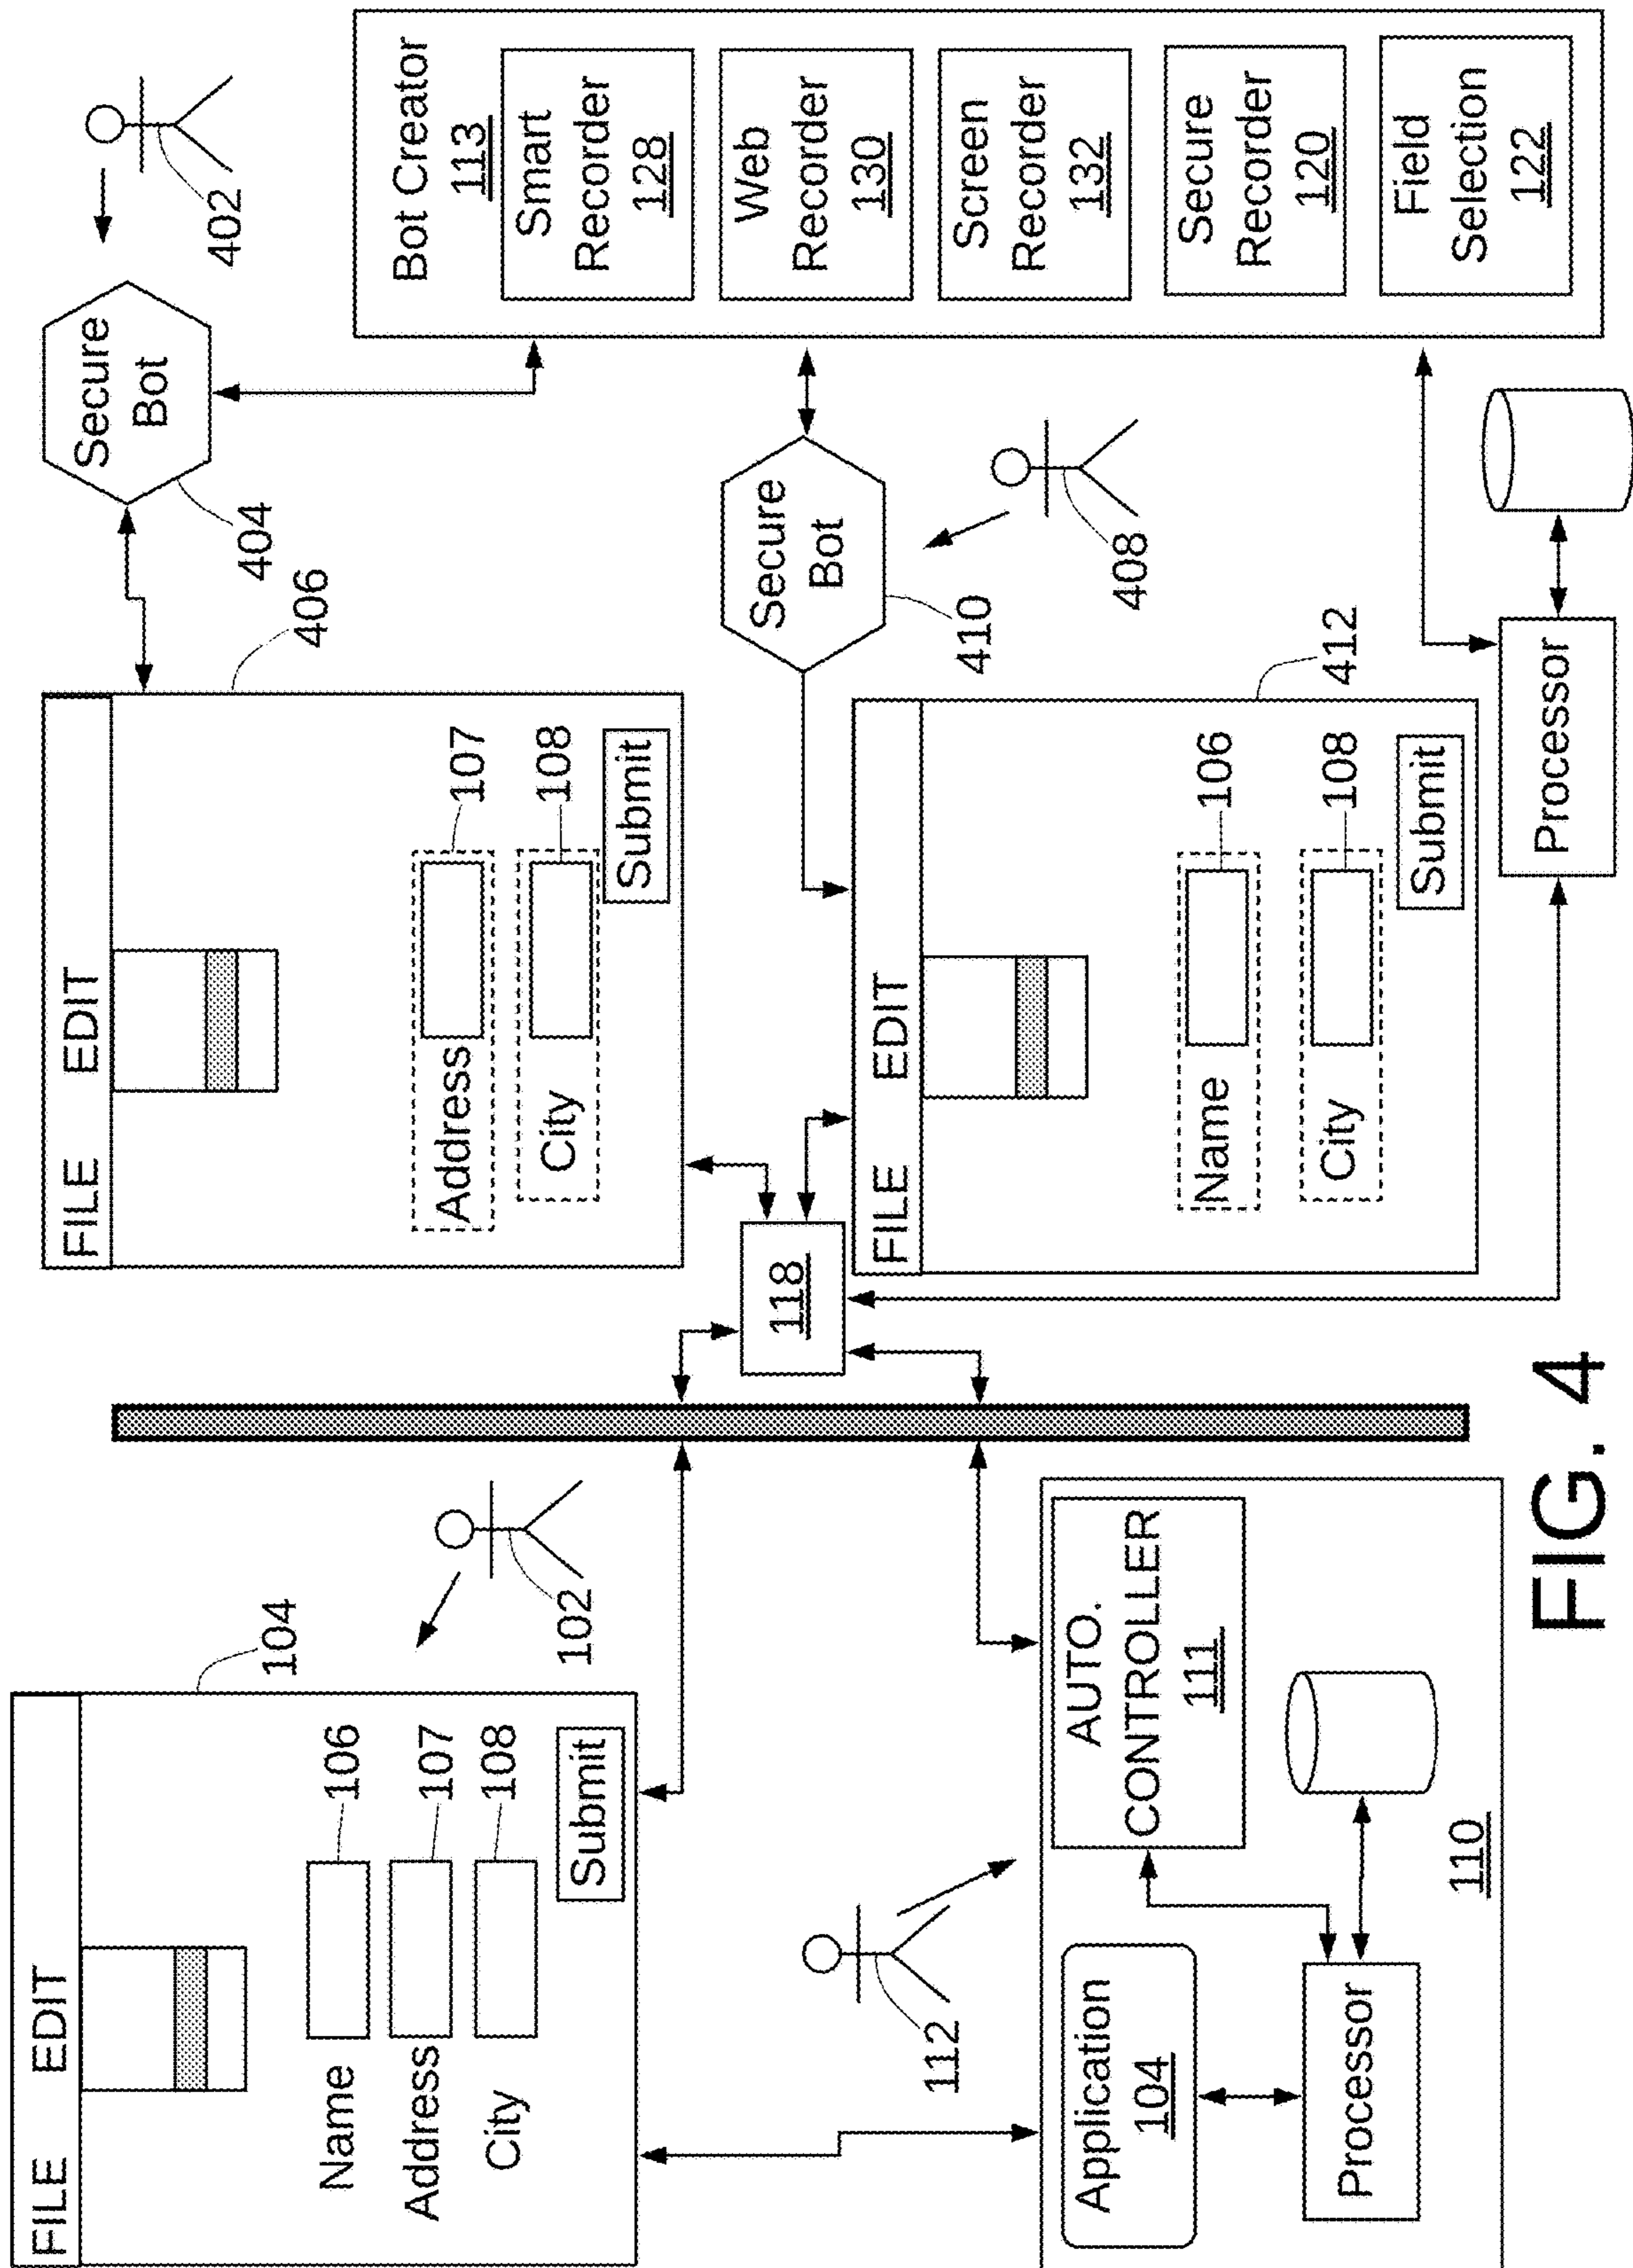 FILE EDIT
Name
106
Address
107
City
108
Submit
104
102
FILE EDIT
Address
107
City
108
Submit
406
Secure
Bot
404
402
Bot Creator
113
Smart
Recorder
128
Web
Recorder
130
Screen
Recorder
132
Secure
Recorder
120
Field
Selection
122
118
Secure
Bot
410
408
FILE EDIT
Name
106
City
108
Submit
412
Processor
112
Application
104
AUTO.
CONTROLLER
111
Processor
110
FIG. 4